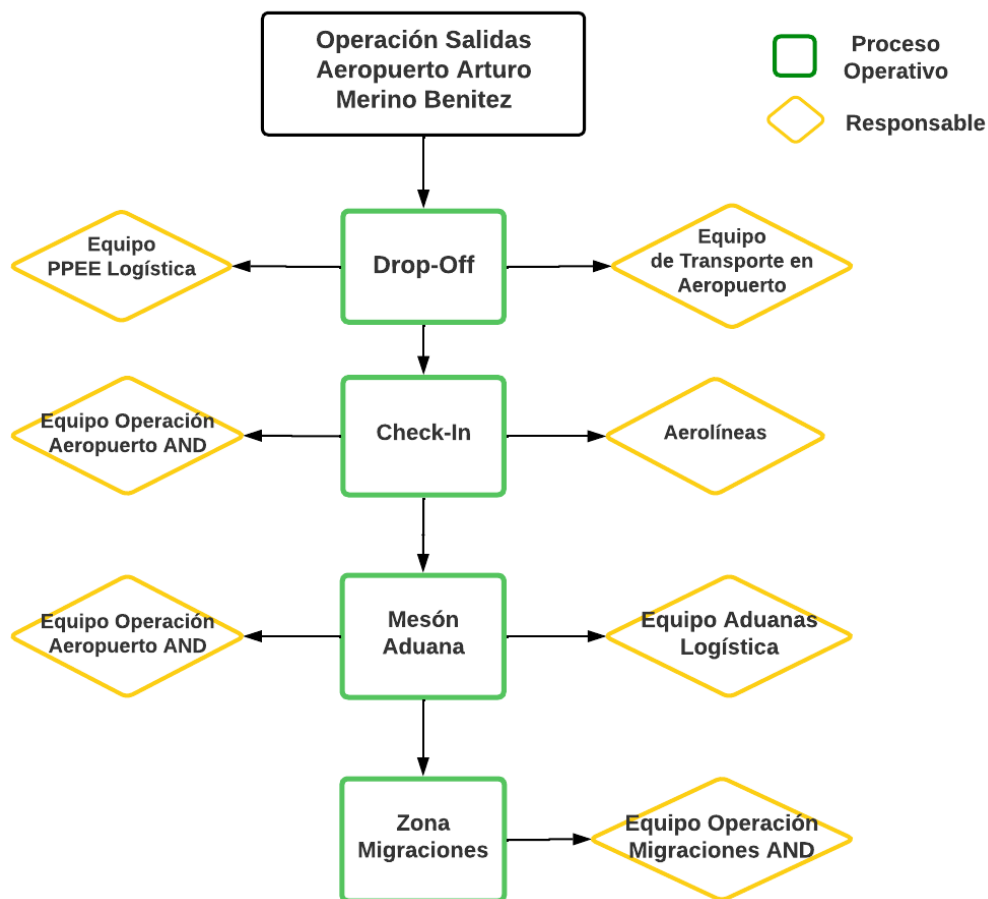 Operación Salidas
Aeropuerto Arturo
Merino Benitez
Proceso
Operativo
Responsable
Equipo
PPEE Logística
Drop-Off
Equipo
de Transporte en
Aeropuerto
Equipo Operación
Aeropuerto AND
Check-In
Aerolíneas
Equipo Operación
Aeropuerto AND
Mesón
Aduana
Equipo Aduanas
Logística
Zona
Migraciones
Equipo Operación
Migraciones AND